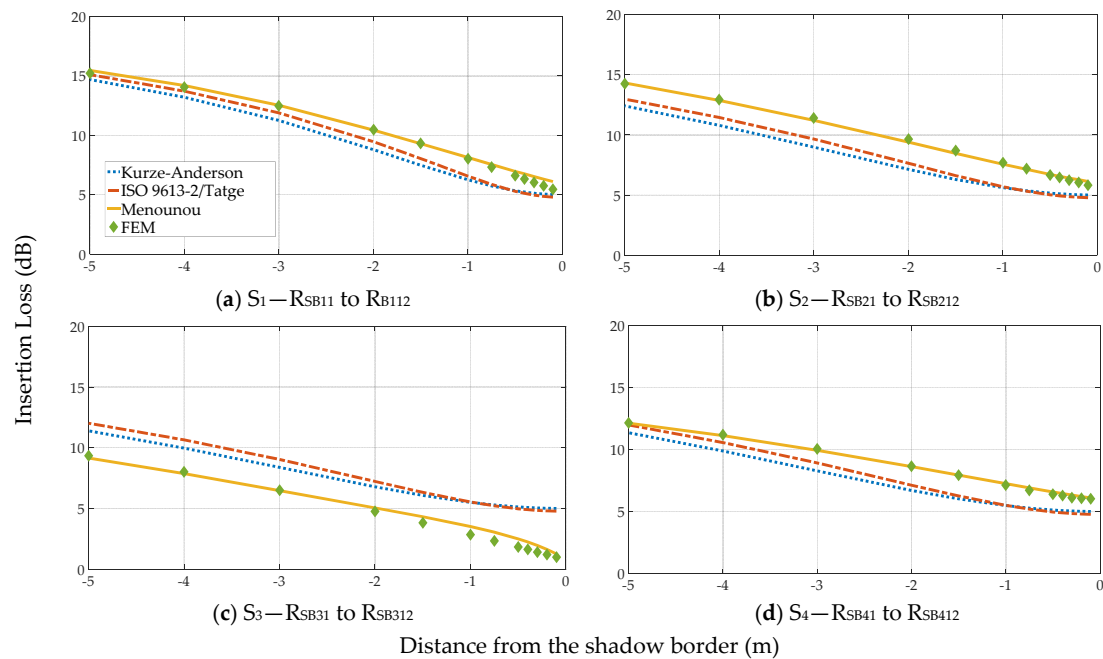 20
15
10
5
0
Kurze-Anderson
ISO 9613-2/Tatge
Menounou
FEM
-5 -4 -3 -2 -1 0
(a) S1—RSB11 to RB112
20
15
10
5
0
-5 -4 -3 -2 -1 0
(b) S2—RSB21 to RSB212
Insertion Loss (dB)
20
15
10
5
0
-5 -4 -3 -2 -1 0
(c) S3—RSB31 to RSB312
20
15
10
5
0
-5 -4 -3 -2 -1 0
(d) S4—RSB41 to RSB412
Distance from the shadow border (m)